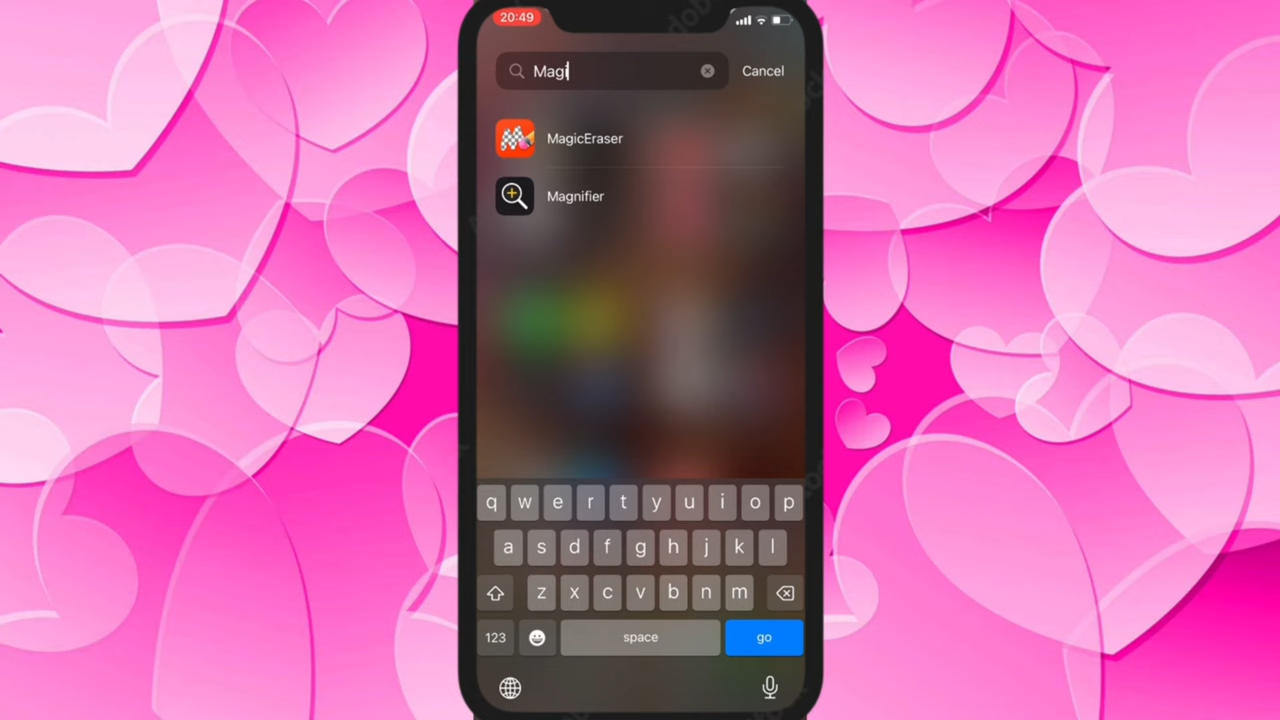 20:49
Magi
Cancel
MagicEraser
Magnifier
q w e r t y u i o p
a s d f g h j k l
z x c v b n m
123 space go